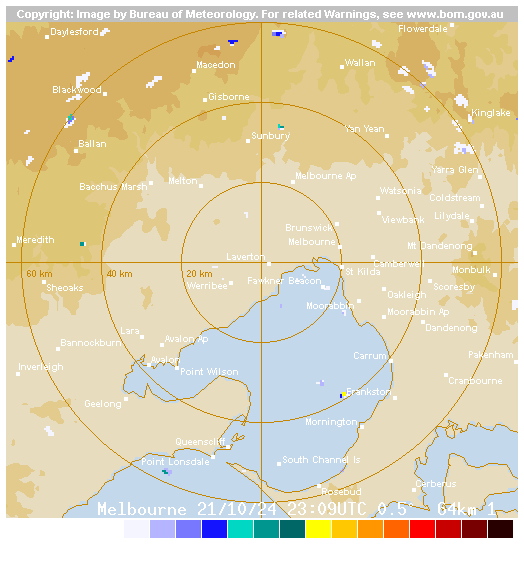 Copyright: Image by Bureau of Meteorology. For related Warnings, see www.bom.gov.au
Daylesford
Flowerdale
Macedon
Wallan
Blackwood
Gisborne
Kinglake
Sunbury
Yan Yean
Ballan
Yarra Glen
Melbourne Ap
Bacchus Marsh
Melton
Watsonia
Coldstream
Viewbank
Lilydale
Brunswick
Meredith
Melbourne
Mt Dandenong
Laverton
Camberwell
60 km
40 km
20 km
St Kilda
Monbulk
Sheoaks
Werribee
Fawkner Beacon
Scoresby
Oakleigh
Moorabbin
Moorabbin Ap
Dandenong
Lara
Avalon Ap
Bannockburn
Avalon
Carrum
Pakenham
Inverleigh
Point Wilson
Cranbourne
Geelong
Frankston
Mornington
Queenscliff
Point Lonsdale
South Channel Is
Rosebud
Cerberus
Melbourne 21/10/24 23:09UTC 0.5° 64km 1